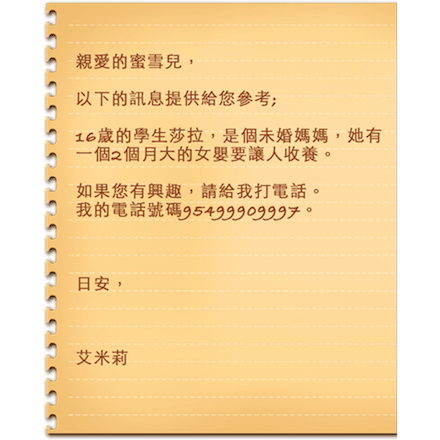 親愛的蜜雪兒，
以下的訊息提供給您參考;
16歲的學生莎拉，是個未婚媽媽，她有
一個2個月大的女嬰要讓人收養。
如果您有興趣，請給我打電話。
我的電話號碼95499909997。
日安，
艾米莉